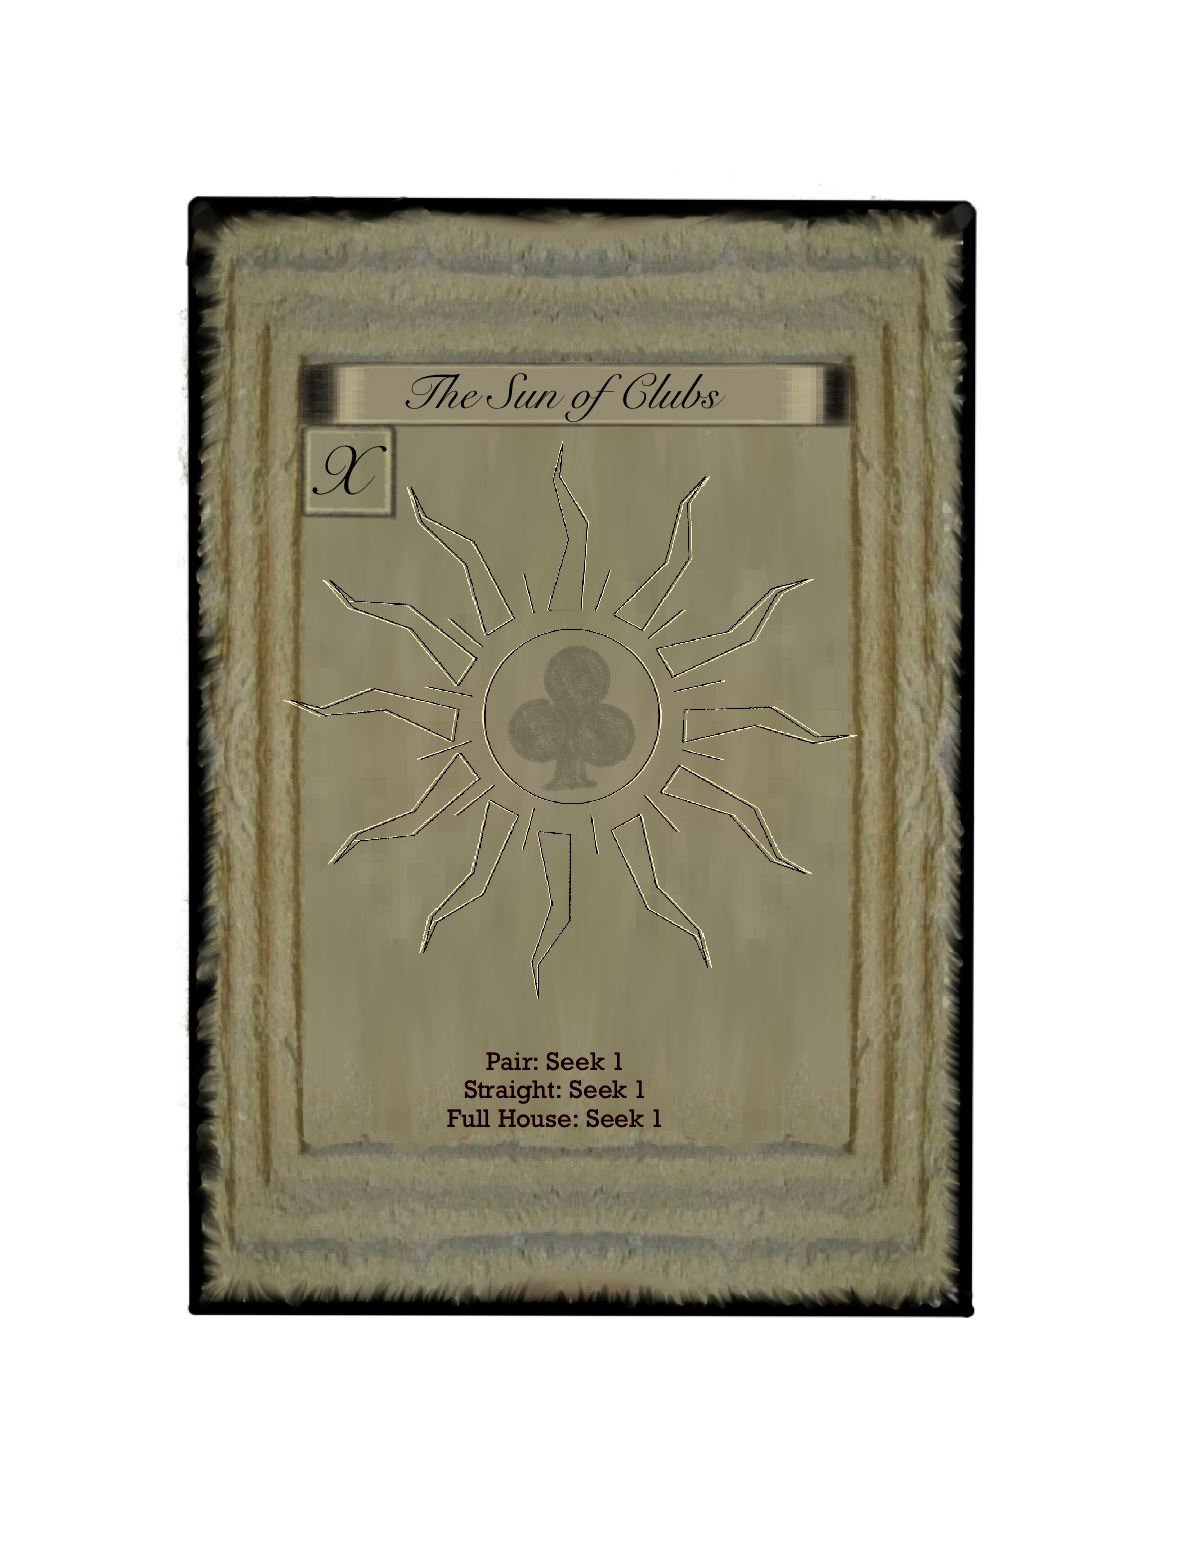 The Sun of Clubs
X
Pair: Seek 1
Straight: Seek 1
Full House: Seek 1